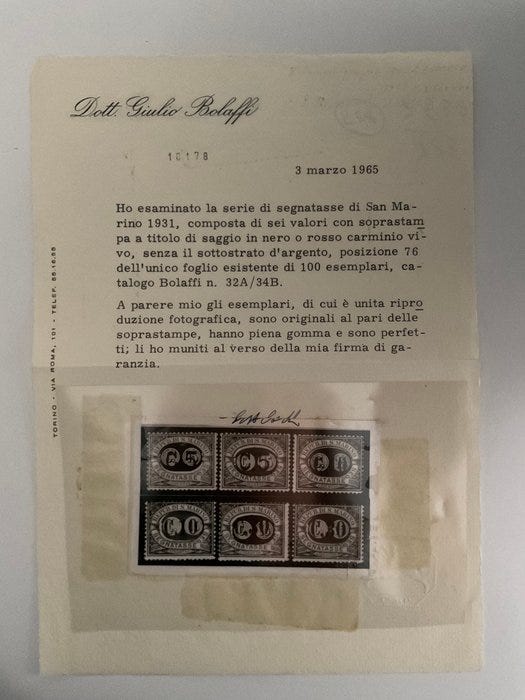 Dott. Giulio Bolaffi
10178
3 marzo 1965
Ho esaminato la serie di segnatasse di San Ma-
rino 1931, composta di sei valori con soprastam
pa a titolo di saggio in nero o rosso carminio vi-
vo, senza il sottostrato d'argento, posizione 76
dell'unico foglio esistente di 100 esemplari, ca-
talogo Bolaffi n. 32A/34B.
A parere mio gli esemplari, di cui è unita ripro
duzione fotografica, sono originali al pari delle
soprastampe, hanno piena gomma e sono perfet-
ti; li ho muniti al verso della mia firma di ga-
ranzia.
TORINO - VIA ROMA, 101 - TELEF.
SEGNATASSE
SEGNATASSE
SEGNATASSE
SEGNATASSE
SEGNATASSE
SEGNATASSE